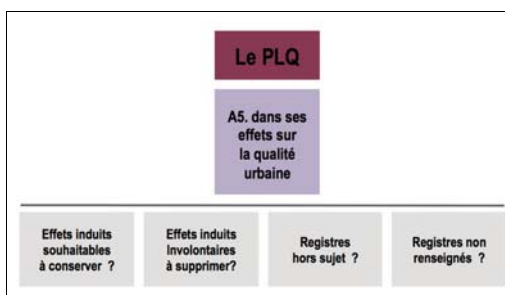 Le PLQ
A5. dans ses
effets sur
la qualité
urbaine
Effets induits
souhaitables
à conserver ?
Effets induits
Involontaires
à supprimer?
Registres
hors sujet ?
Registres non
renseignés ?